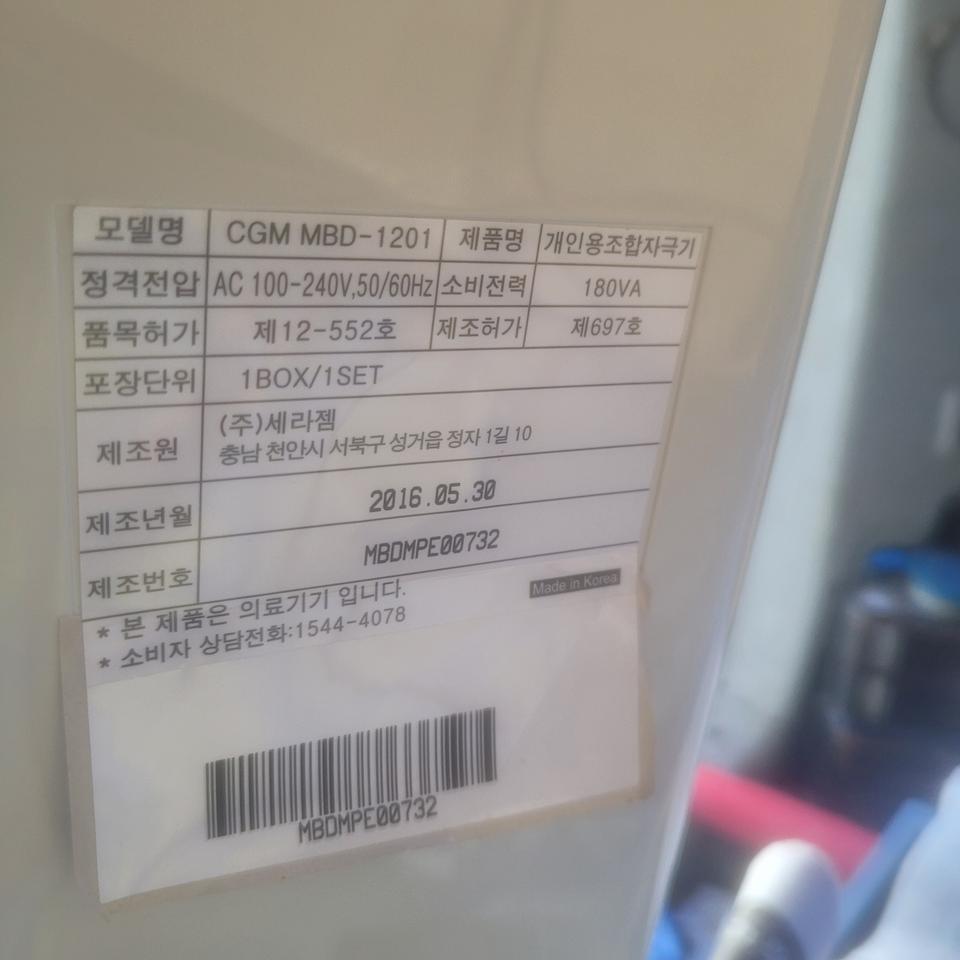 모델명 CGM MBD-1201 제품명 개인용조합자극기
정격전압 AC 100-240V,50/60Hz 소비전력 180VA
품목허가 제12-552호 제조허가 제697호
포장단위 1BOX/1SET
제조원 (주)세라젬
충남 천안시 서북구 성거읍 정자 1길 10
제조년월 2016.05.30
제조번호 MBDMPE00732
* 본 제품은 의료기기 입니다.
Made in Korea
* 소비자 상담전화:1544-4078
MBDMPE00732